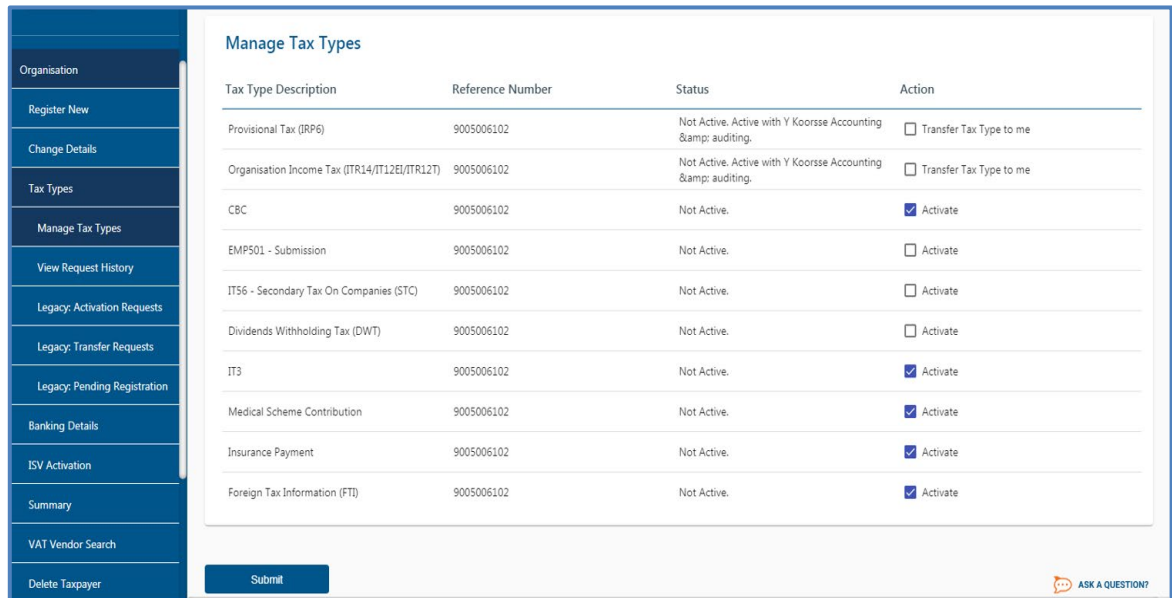 Organisation
Register New
Change Details
Tax Types
Manage Tax Types
View Request History
Legacy: Activation Requests
Legacy: Transfer Requests
Legacy: Pending Registration
Banking Details
ISV Activation
Summary
VAT Vendor Search
Delete Taxpayer
Manage Tax Types
Tax Type Description Reference Number Status Action
Provisional Tax (IRP6) 9005006102 Not Active. Active with Y Koorsse Accounting
&amp; auditing. Transfer Tax Type to me
Organisation Income Tax (ITR14/IT12EI/ITR12T) 9005006102 Not Active. Active with Y Koorsse Accounting
&amp; auditing. Transfer Tax Type to me
CBC 9005006102 Not Active. Activate
EMP501 - Submission 9005006102 Not Active. Activate
IT56 - Secondary Tax On Companies (STC) 9005006102 Not Active. Activate
Dividends Withholding Tax (DWT) 9005006102 Not Active. Activate
IT3 9005006102 Not Active. Activate
Medical Scheme Contribution 9005006102 Not Active. Activate
Insurance Payment 9005006102 Not Active. Activate
Foreign Tax Information (FTI) 9005006102 Not Active. Activate
Submit
ASK A QUESTION?